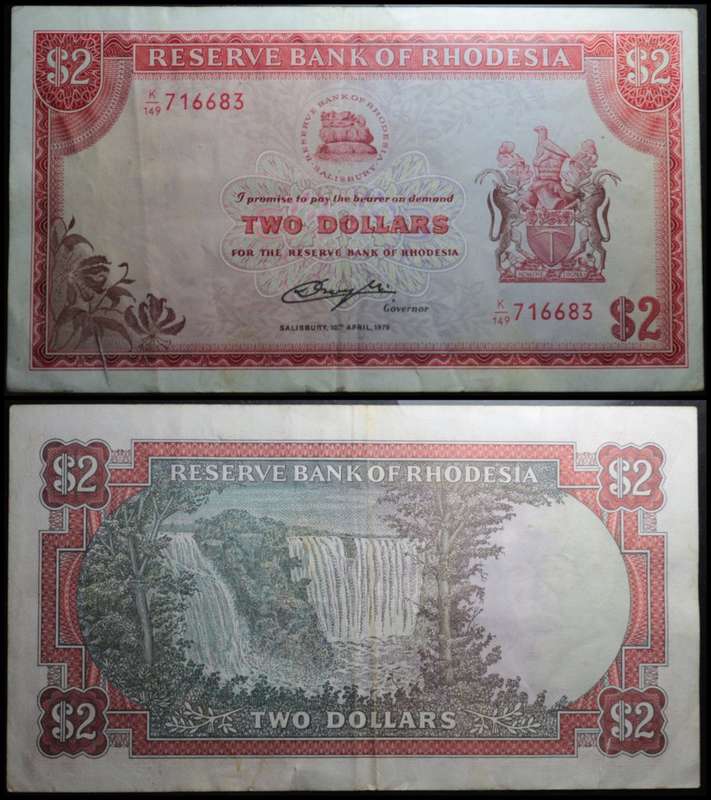 $2 RESERVE BANK OF RHODESIA $2
K/149 716683
RESERVE BANK OF RHODESIA
SALISBURY
I promise to pay the bearer on demand
TWO DOLLARS
FOR THE RESERVE BANK OF RHODESIA
Governor
K/149 716683
SALISBURY, 10TH APRIL, 1979
$2
$2 RESERVE BANK OF RHODESIA $2
$2 TWO DOLLARS $2